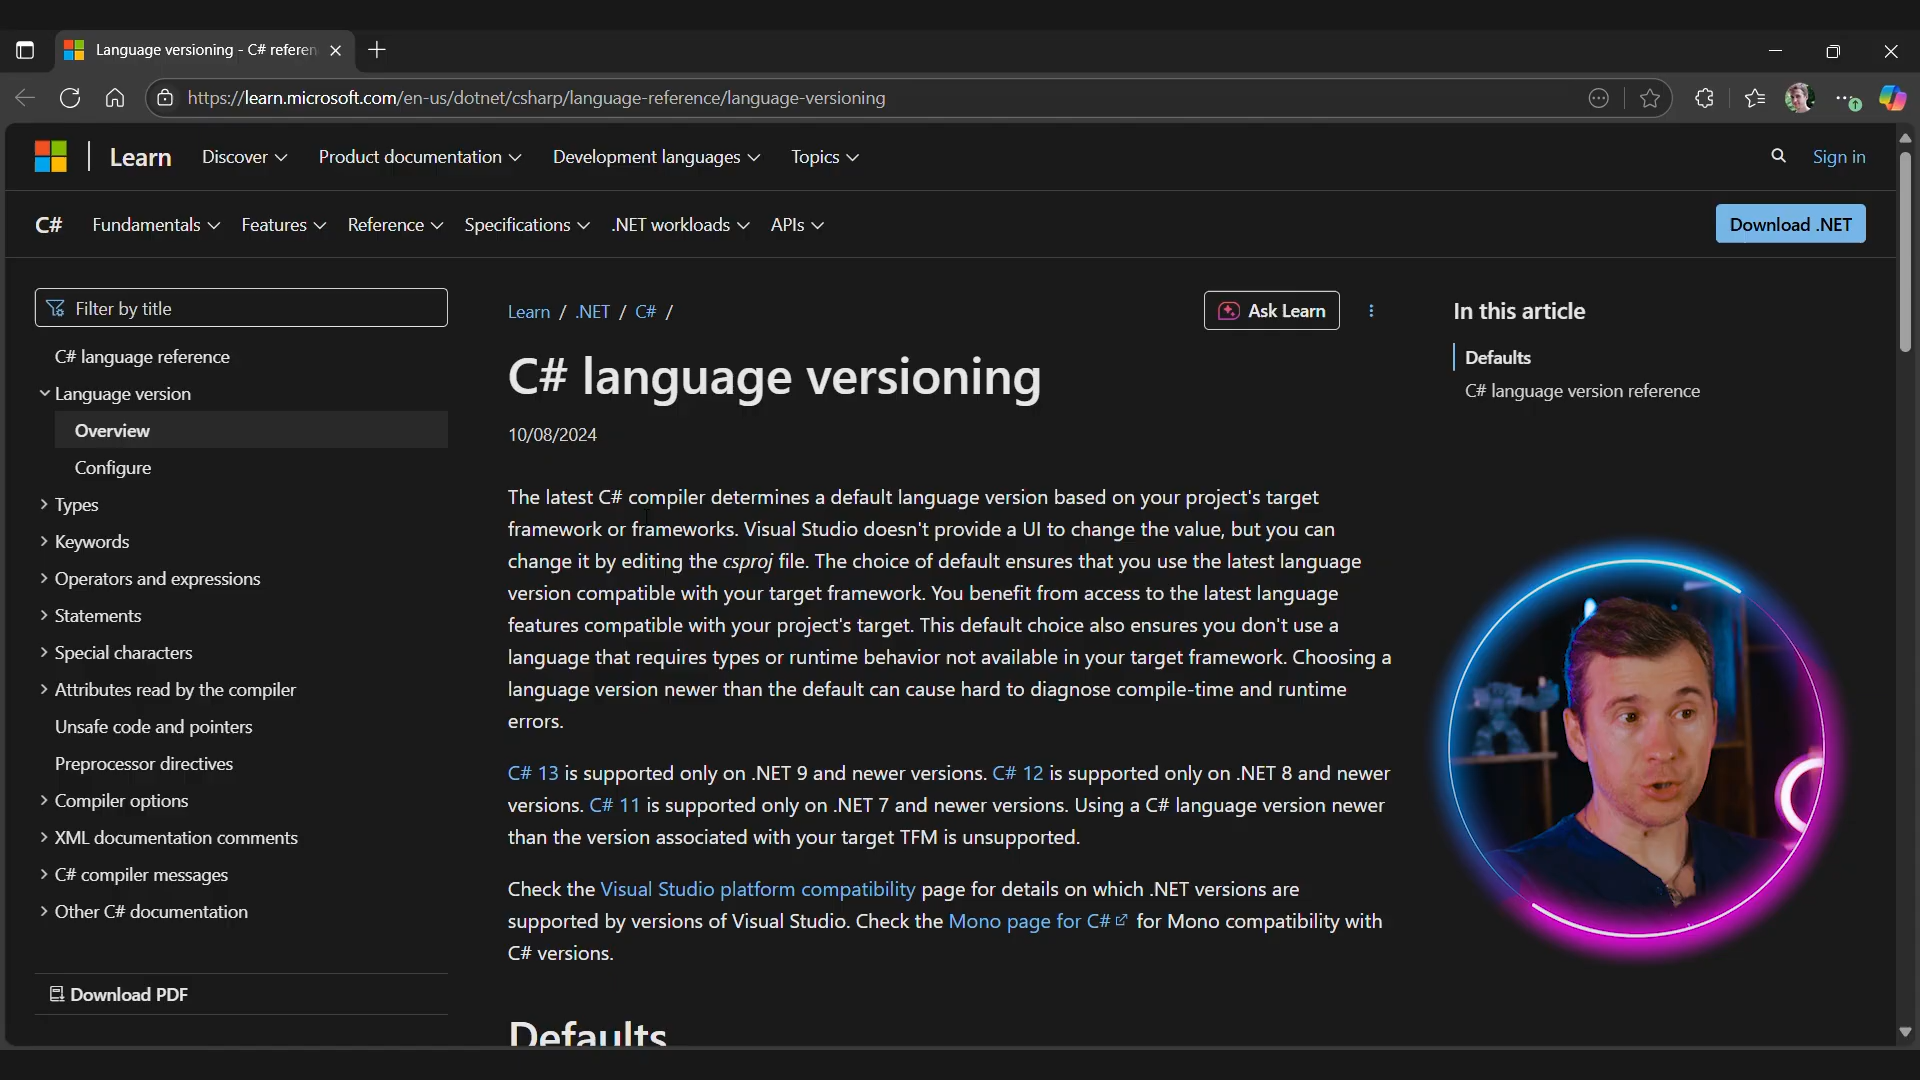 Language versioning - C# referen
https://learn.microsoft.com/en-us/dotnet/csharp/language-reference/language-versioning
Learn
Discover
Product documentation
Development languages
Topics
Sign in
C#
Fundamentals
Features
Reference
Specifications
.NET workloads
APIs
Download .NET
Filter by title
C# language reference
Language version
Overview
Configure
Types
Keywords
Operators and expressions
Statements
Special characters
Attributes read by the compiler
Unsafe code and pointers
Preprocessor directives
Compiler options
XML documentation comments
C# compiler messages
Other C# documentation
Download PDF
Learn / .NET / C# /
Ask Learn
C# language versioning
10/08/2024
The latest C# compiler determines a default language version based on your project's target
framework or frameworks. Visual Studio doesn't provide a UI to change the value, but you can
change it by editing the csproj file. The choice of default ensures that you use the latest language
version compatible with your target framework. You benefit from access to the latest language
features compatible with your project's target. This default choice also ensures you don't use a
language that requires types or runtime behavior not available in your target framework. Choosing a
language version newer than the default can cause hard to diagnose compile-time and runtime
errors.
C# 13 is supported only on .NET 9 and newer versions. C# 12 is supported only on .NET 8 and newer
versions. C# 11 is supported only on .NET 7 and newer versions. Using a C# language version newer
than the version associated with your target TFM is unsupported.
Check the Visual Studio platform compatibility page for details on which .NET versions are
supported by versions of Visual Studio. Check the Mono page for C# for Mono compatibility with
C# versions.
Defaults
In this article
Defaults
C# language version reference